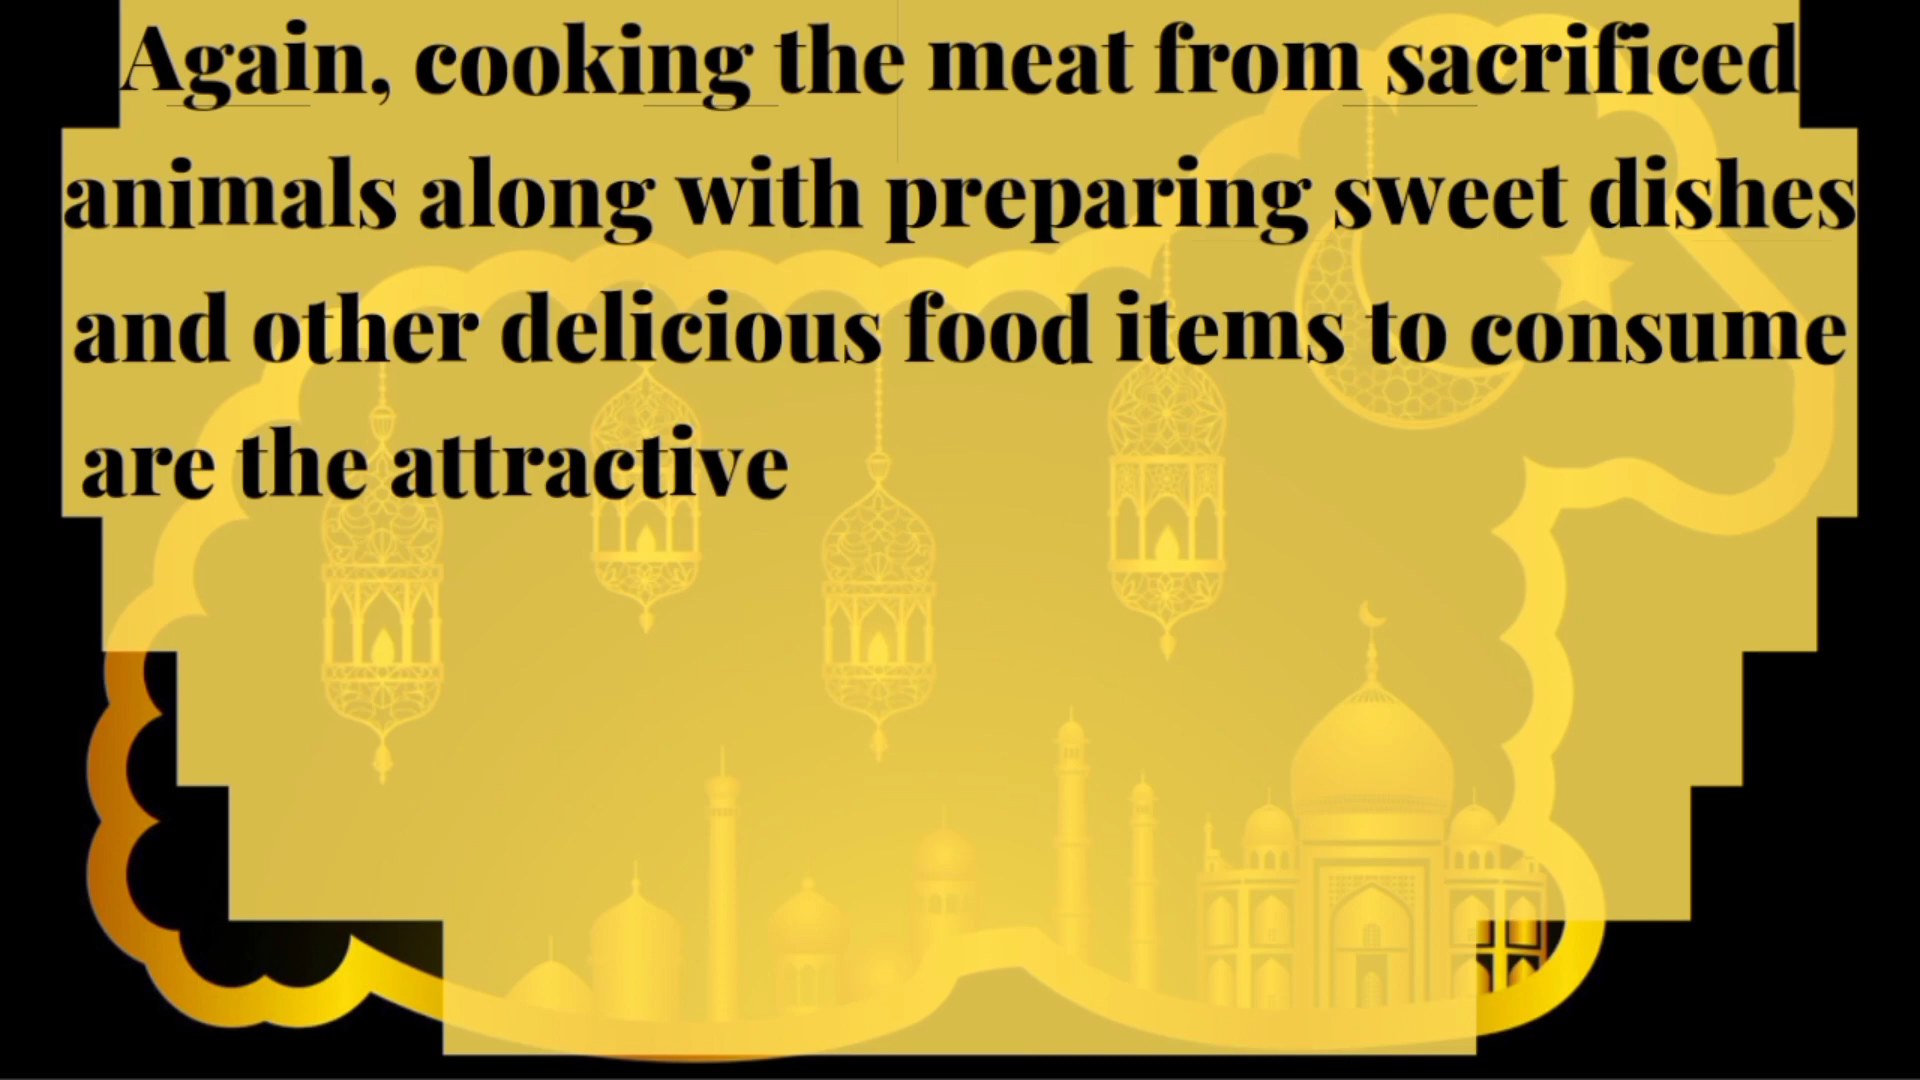 Again, cooking the meat from sacrificed
animals along with preparing sweet dishes
and other delicious food items to consume
are the attractive